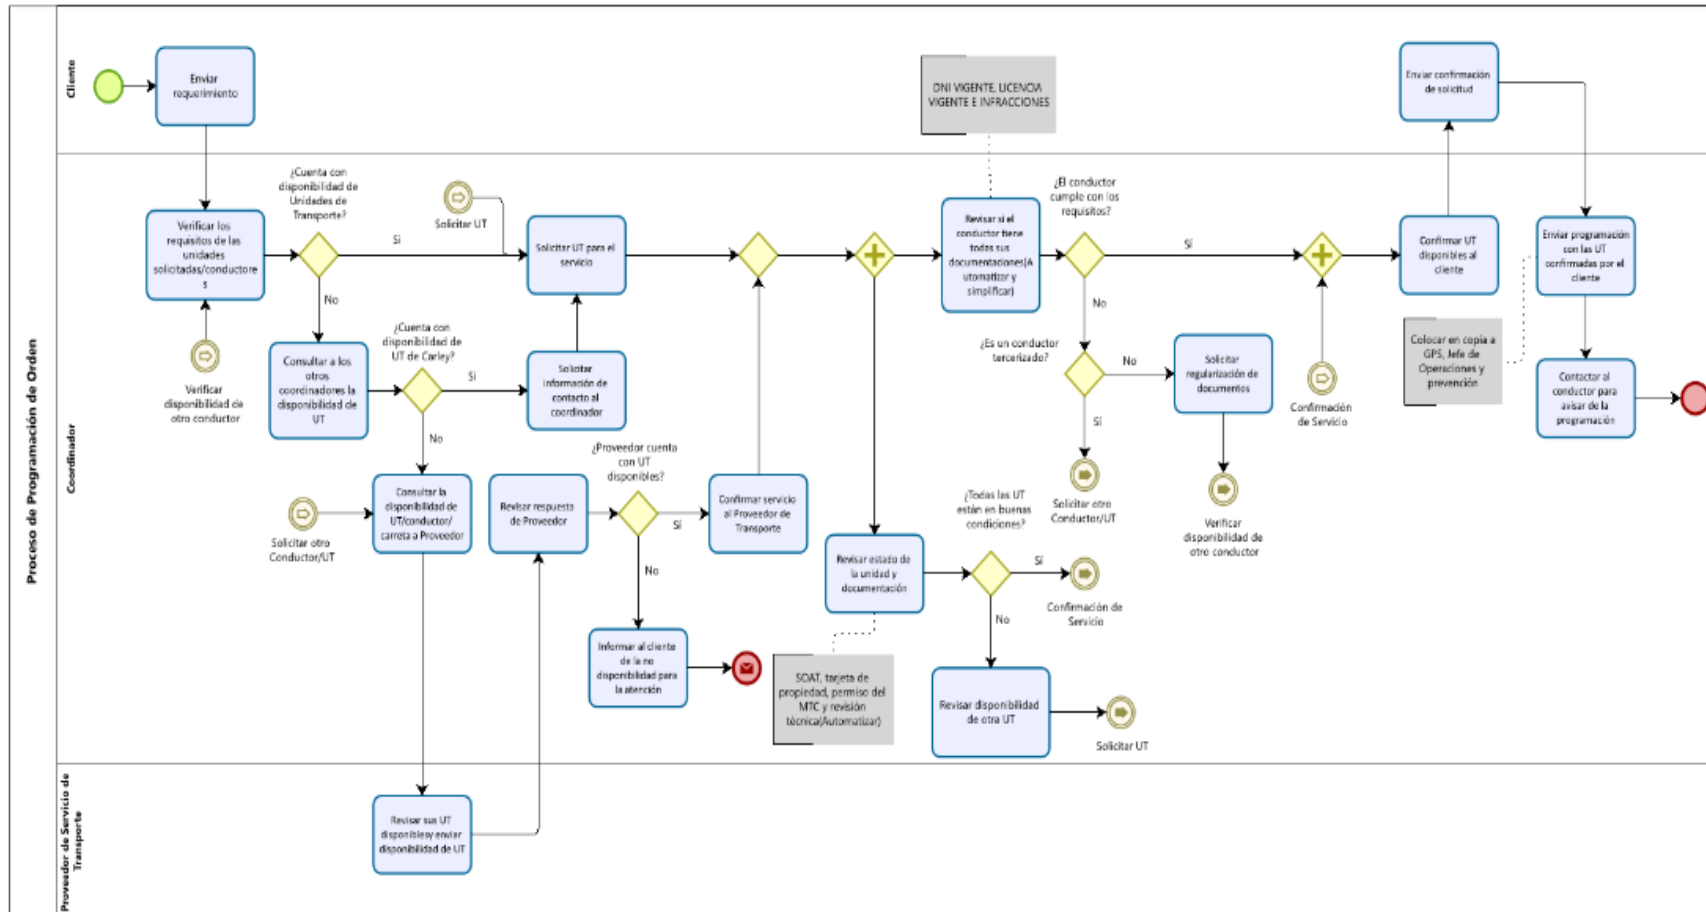 Proceso de Programación de Orden
Cliente
Enviar
requerimiento
DNI VIGENTE, LICENCIA
VIGENTE E INFRACCIONES
Enviar confirmación
de solicitud
Coordinador
Verificar los
requisitos de las
unidades
solicitadas/conductore
s
¿Cuenta con
disponibilidad de
Unidades de
Transporte?
Sí
No
Solicitar UT
Solicitar UT para el
servicio
Verificar
disponibilidad de
otro conductor
Consultar a los
otros
coordinadores la
disponibilidad de
UT
¿Cuenta con
disponibilidad de
UT de Carley?
Sí
No
Solicitar
información de
contacto al
coordinador
Solicitar otro
Conductor/UT
Consultar la
disponibilidad de
UT/conductor/
carreta a Proveedor
Revisar respuesta
de Proveedor
¿Proveedor cuenta
con UT
disponibles?
Sí
No
Confirmar servicio
al Proveedor de
Transporte
Informar al cliente
de la no
disponibilidad para
la atención
Revisar si el
conductor tiene
todas sus
documentaciones(A
utomatizar y
simplificar)
¿El conductor
cumple con los
requisitos?
Sí
No
¿Es un conductor
tercerizado?
No
Sí
Solicitar
regularización de
documentos
Solicitar otro
Conductor/UT
Verificar
disponibilidad de
otro conductor
Confirmación
de Servicio
Revisar estado de
la unidad y
documentación
¿Todas las UT
están en buenas
condiciones?
Sí
No
Confirmación de
Servicio
SOAT, tarjeta de
propiedad, permiso del
MTC y revisión
técnica(Automatizar)
Revisar disponibilidad
de otra UT
Solicitar UT
Confirmar UT
disponibles al
cliente
Enviar programación
con las UT
confirmadas por el
cliente
Colocar en copia a
GPS, Jefe de
Operaciones y
prevención
Contactar al
conductor para
avisar de la
programación
Proveedor de Servicio de
Transporte
Revisar sus UT
disponiblesy enviar
disponibilidad de UT